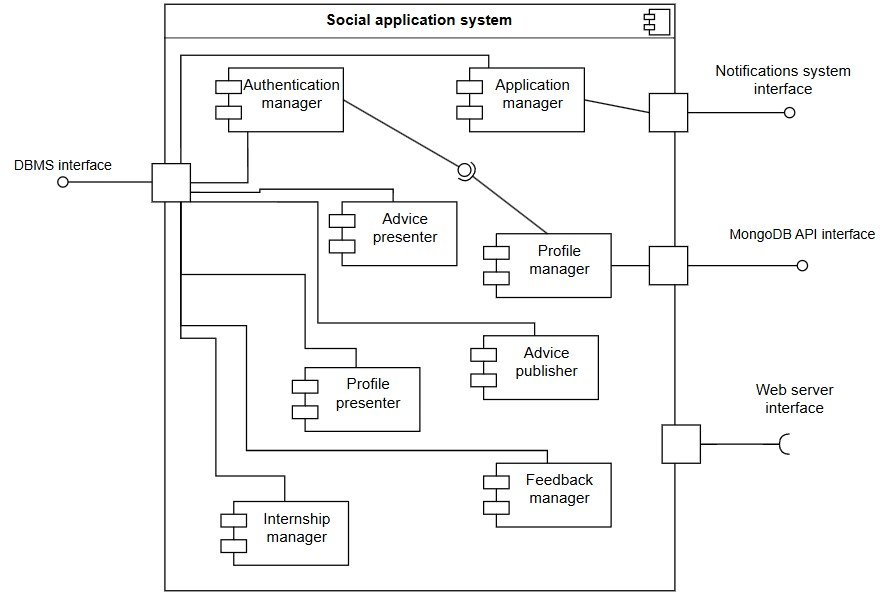 Social application system
Authentication
manager
Application
manager
Notifications system
interface
DBMS interface
Advice
presenter
Profile
manager
MongoDB API interface
Advice
publisher
Profile
presenter
Web server
interface
Feedback
manager
Internship
manager